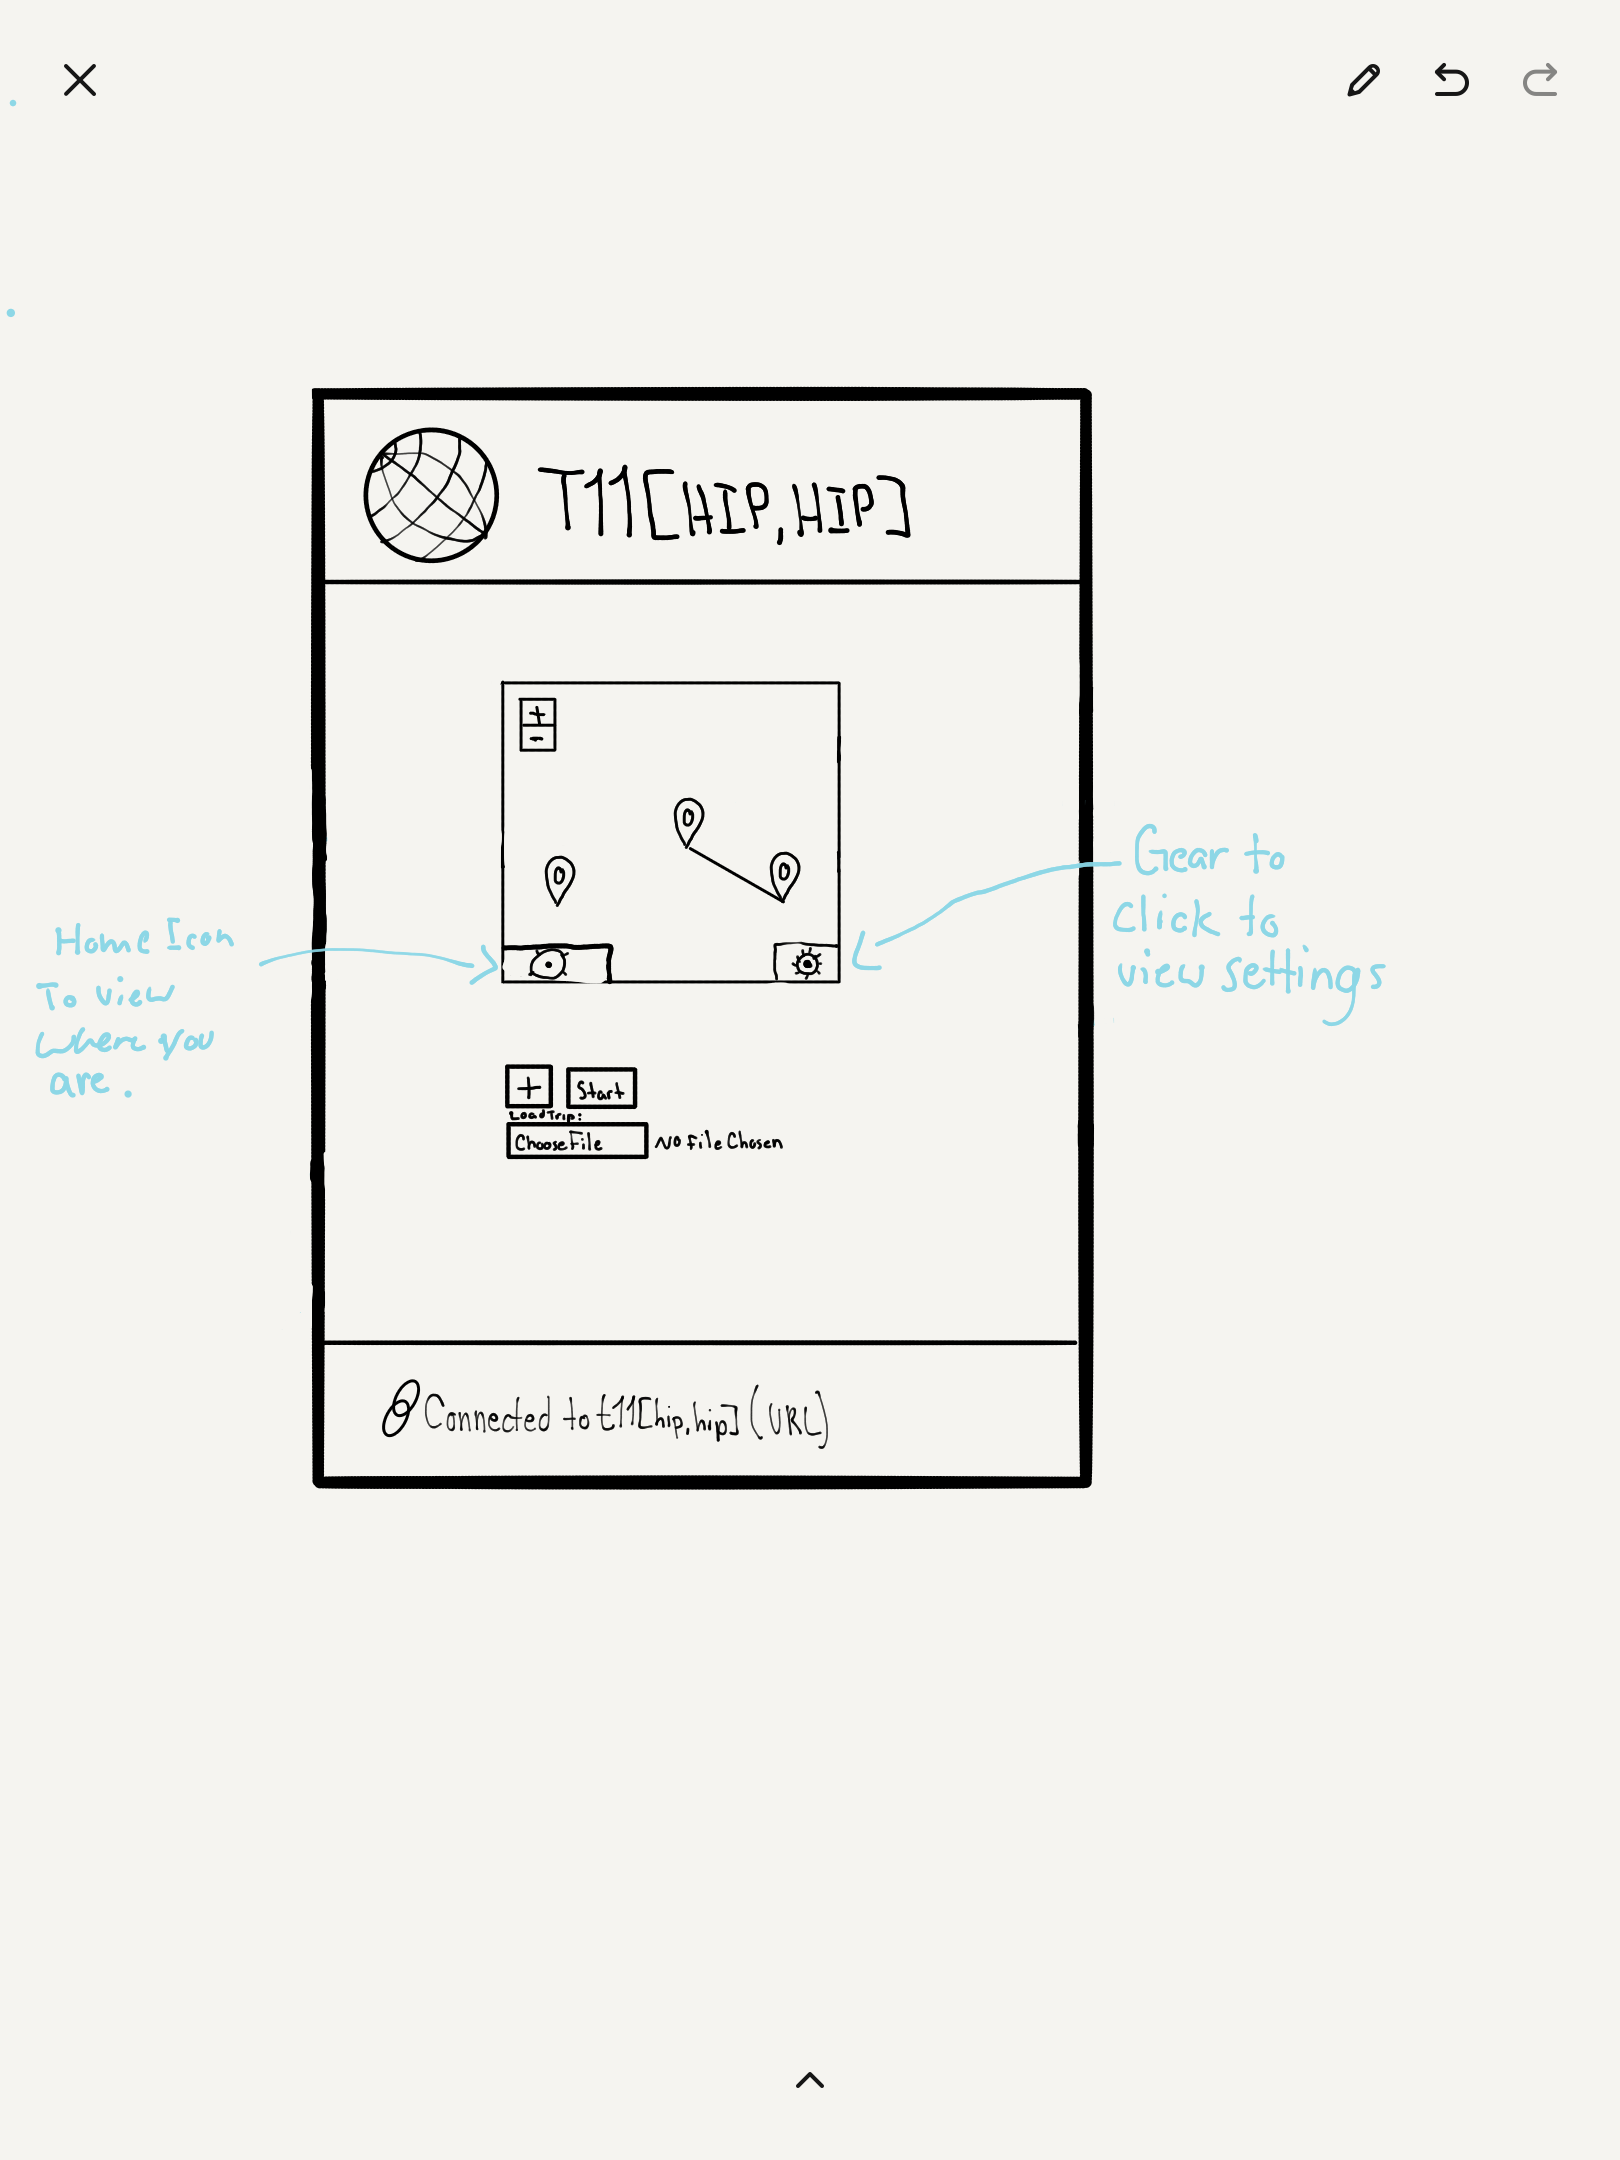 T11[HIP,HIP]
+
-
Gear to
Click to
view settings
Home Icon
To view
where you
are.
+
Start
Load Trip:
Choose File
No File Chosen
Connected to t11[hip,hip] (URL)